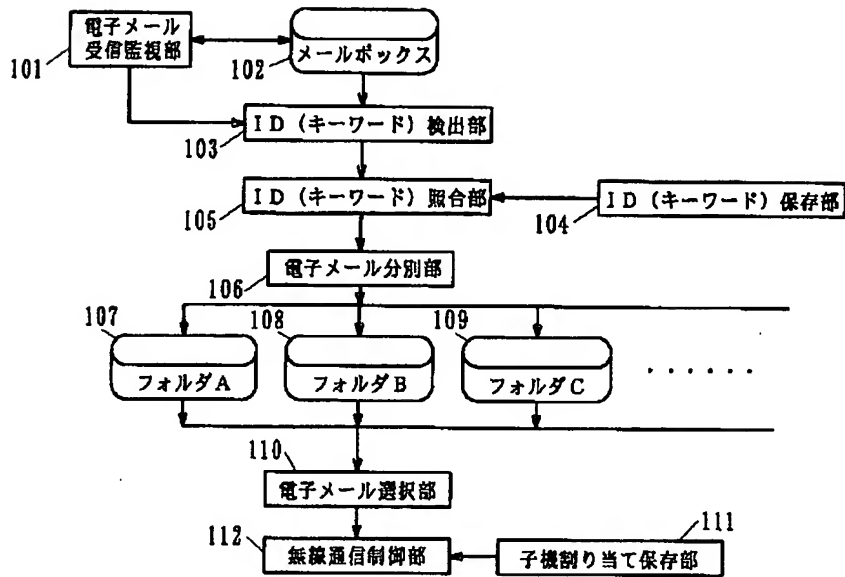 電子メール
受信監視部
101
102
メールボックス
ID(キーワード)検出部
103
ID(キーワード)照合部
105
ID(キーワード)保存部
104
電子メール分別部
106
107
108
109
フォルダA
フォルダB
フォルダC
......
110
電子メール選択部
111
112
無線通信制御部
子機割り当て保存部